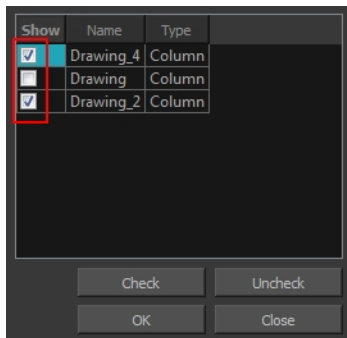 Show Name Type
Drawing_4 Column
Drawing Column
Drawing_2 Column
Check Uncheck
OK Close